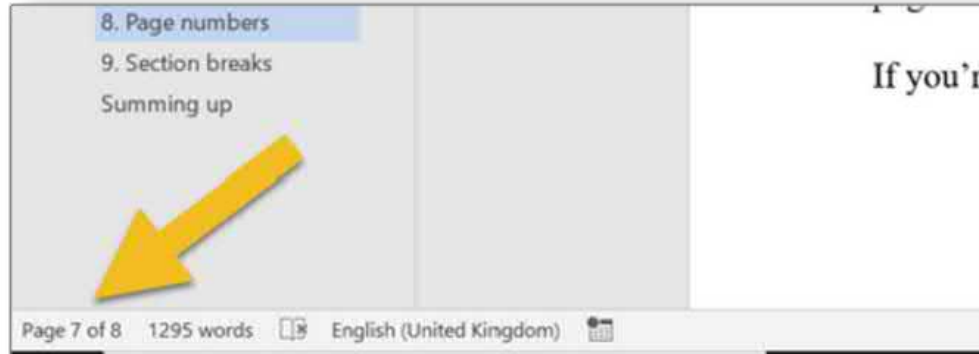 8. Page numbers
9. Section breaks
Summing up
If you'r
Page 7 of 8 1295 words English (United Kingdom)